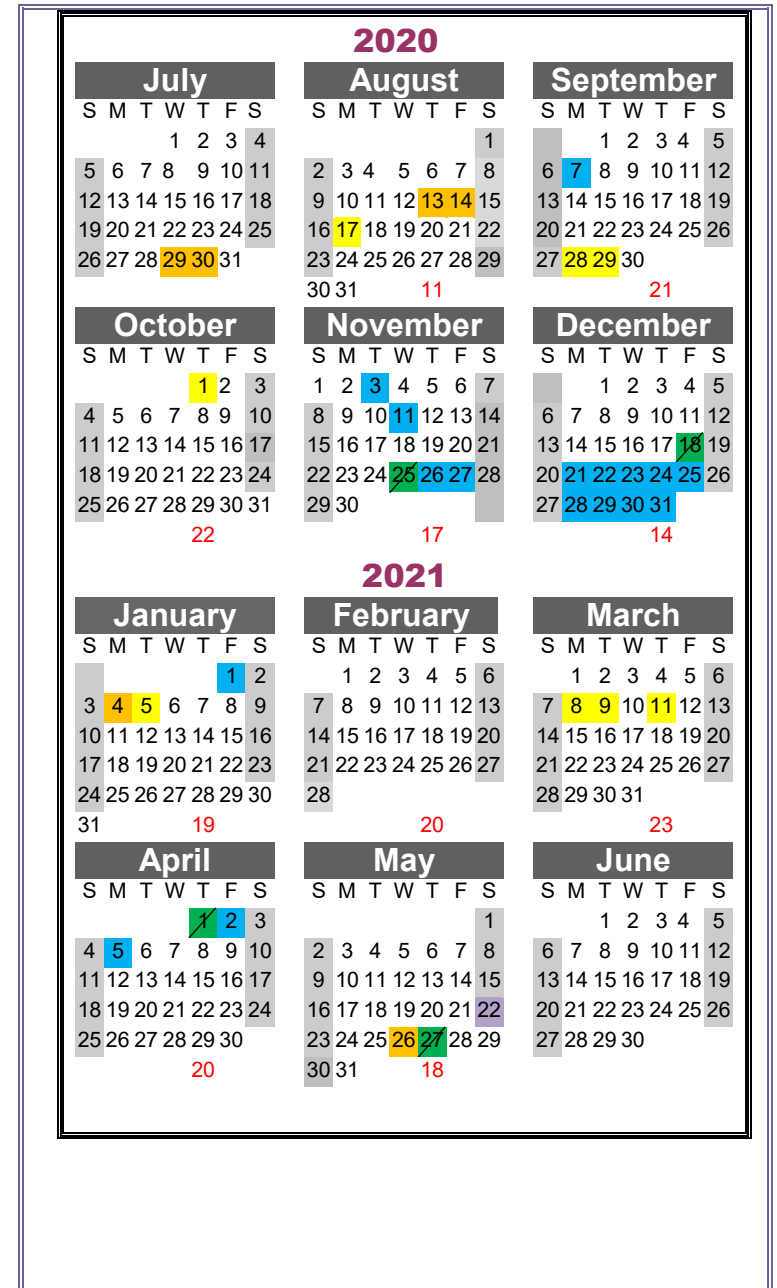 2020
July August September
S M T W T F S S M T W T F S S M T W T F S
1 2 3 4 1 1 2 3 4 5
5 6 7 8 9 10 11 2 3 4 5 6 7 8 6 7 8 9 10 11 12
12 13 14 15 16 17 18 9 10 11 12 13 14 15 13 14 15 16 17 18 19
19 20 21 22 23 24 25 16 17 18 19 20 21 22 20 21 22 23 24 25 26
26 27 28 29 30 31 23 24 25 26 27 28 29 27 28 29 30
30 31 11 21
October November December
S M T W T F S S M T W T F S S M T W T F S
1 2 3 1 2 3 4 5 6 7 1 2 3 4 5
4 5 6 7 8 9 10 8 9 10 11 12 13 14 6 7 8 9 10 11 12
11 12 13 14 15 16 17 15 16 17 18 19 20 21 13 14 15 16 17 18 19
18 19 20 21 22 23 24 22 23 24 25 26 27 28 20 21 22 23 24 25 26
25 26 27 28 29 30 31 29 30 27 28 29 30 31
22 17 14
2021
January February March
S M T W T F S S M T W T F S S M T W T F S
1 2 1 2 3 4 5 6 1 2 3 4 5 6
3 4 5 6 7 8 9 7 8 9 10 11 12 13 7 8 9 10 11 12 13
10 11 12 13 14 15 16 14 15 16 17 18 19 20 14 15 16 17 18 19 20
17 18 19 20 21 22 23 21 22 23 24 25 26 27 21 22 23 24 25 26 27
24 25 26 27 28 29 30 28 28 29 30 31
31 19 20 23
April May June
S M T W T F S S M T W T F S S M T W T F S
1 2 3 1 1 2 3 4 5
4 5 6 7 8 9 10 2 3 4 5 6 7 8 6 7 8 9 10 11 12
11 12 13 14 15 16 17 9 10 11 12 13 14 15 13 14 15 16 17 18 19
18 19 20 21 22 23 24 16 17 18 19 20 21 22 20 21 22 23 24 25 26
25 26 27 28 29 30 23 24 25 26 27 28 29 27 28 29 30
20 30 31 18